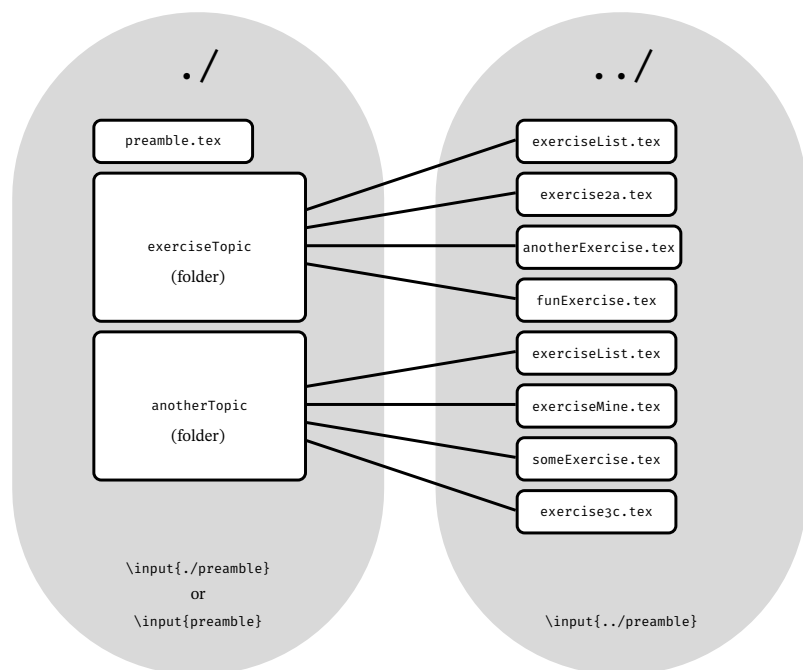 ./
preamble.tex
exerciseTopic
(folder)
anotherTopic
(folder)
\input{./preamble}
or
\input{preamble}
../
exerciseList.tex
exercise2a.tex
anotherExercise.tex
funExercise.tex
exerciseList.tex
exerciseMine.tex
someExercise.tex
exercise3c.tex
\input{../preamble}